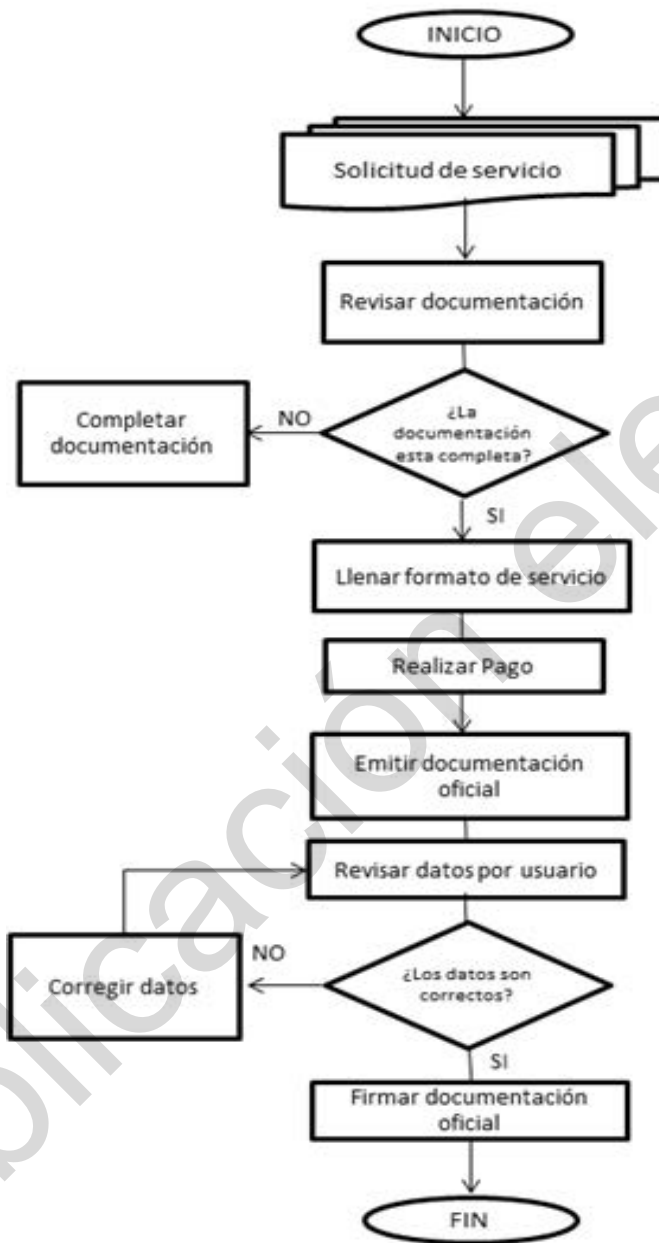 INICIO
Solicitud de servicio
Revisar documentación
¿La
documentación
esta completa?
NO
Completar
documentación
SI
Llenar formato de servicio
Realizar Pago
Emitir documentación
oficial
Revisar datos por usuario
¿Los datos son
correctos?
NO
Corregir datos
SI
Firmar documentación
oficial
FIN
blicación ele